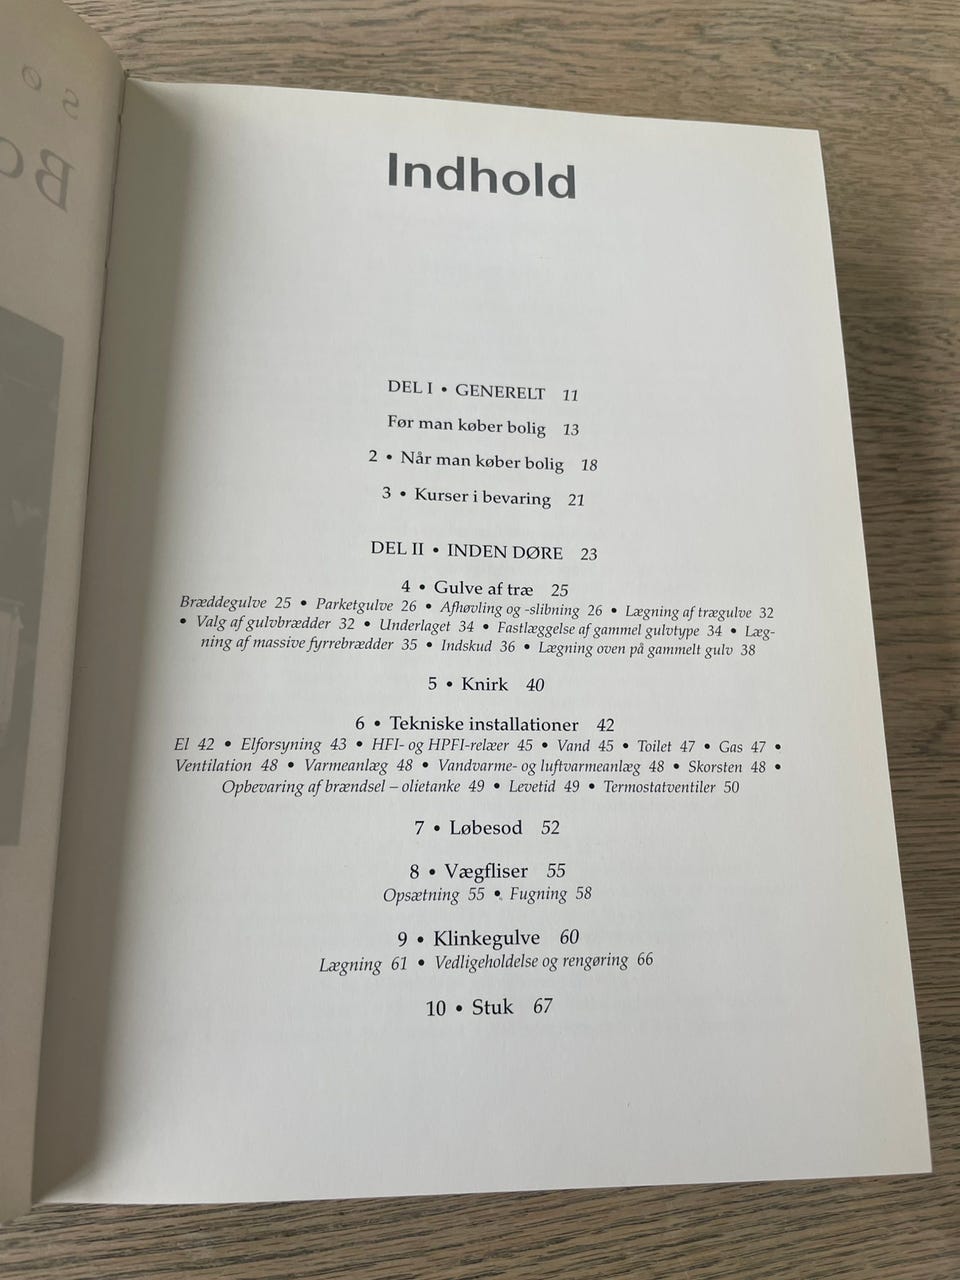 Indhold
DEL I • GENERELT 11
Før man køber bolig 13
2 • Når man køber bolig 18
3 • Kurser i bevaring 21
DEL II • INDEN DØRE 23
4 • Gulve af træ 25
Bræddegulve 25 • Parketgulve 26 • Afhøvling og -slibning 26 • Lægning af trægulve 32
• Valg af gulvbrædder 32 • Underlaget 34 • Fastlæggelse af gammel gulvtype 34 • Læg-
ning af massive fyrrebrædder 35 • Indskud 36 • Lægning oven på gammelt gulv 38
5 • Knirk 40
6 • Tekniske installationer 42
El 42 • Elforsyning 43 • HFI- og HPFI-relæer 45 • Vand 45 • Toilet 47 • Gas 47 •
Ventilation 48 • Varmeanlæg 48 • Vandvarme- og luftvarmeanlæg 48 • Skorsten 48 •
Opbevaring af brændsel – olietanke 49 • Levetid 49 • Termostatventiler 50
7 • Løbesod 52
8 • Vægfliser 55
Opsætning 55 • Fugning 58
9 • Klinkegulve 60
Lægning 61 • Vedligeholdelse og rengøring 66
10 • Stuk 67